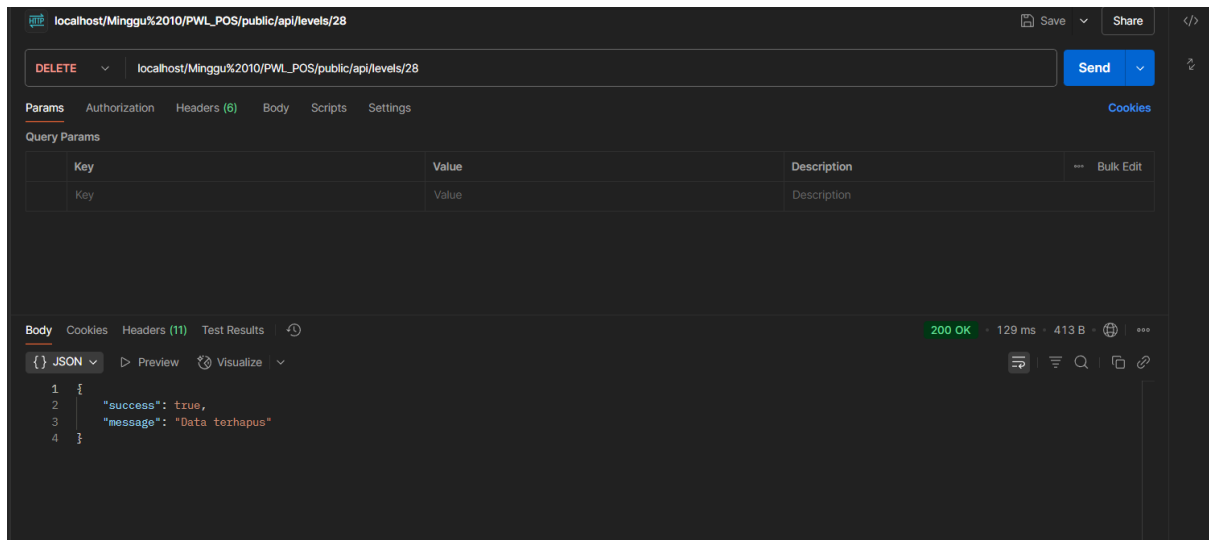 HTTP localhost/Minggu%2010/PWL_POS/public/api/levels/28 Save Share </>
DELETE localhost/Minggu%2010/PWL_POS/public/api/levels/28 Send
Params Authorization Headers (6) Body Scripts Settings Cookies
Query Params
Key Value Description Bulk Edit
Key Value Description
Body Cookies Headers (11) Test Results 200 OK • 129 ms • 413 B •
{} JSON Preview Visualize
1 {
2 "success": true,
3 "message": "Data terhapus"
4 }